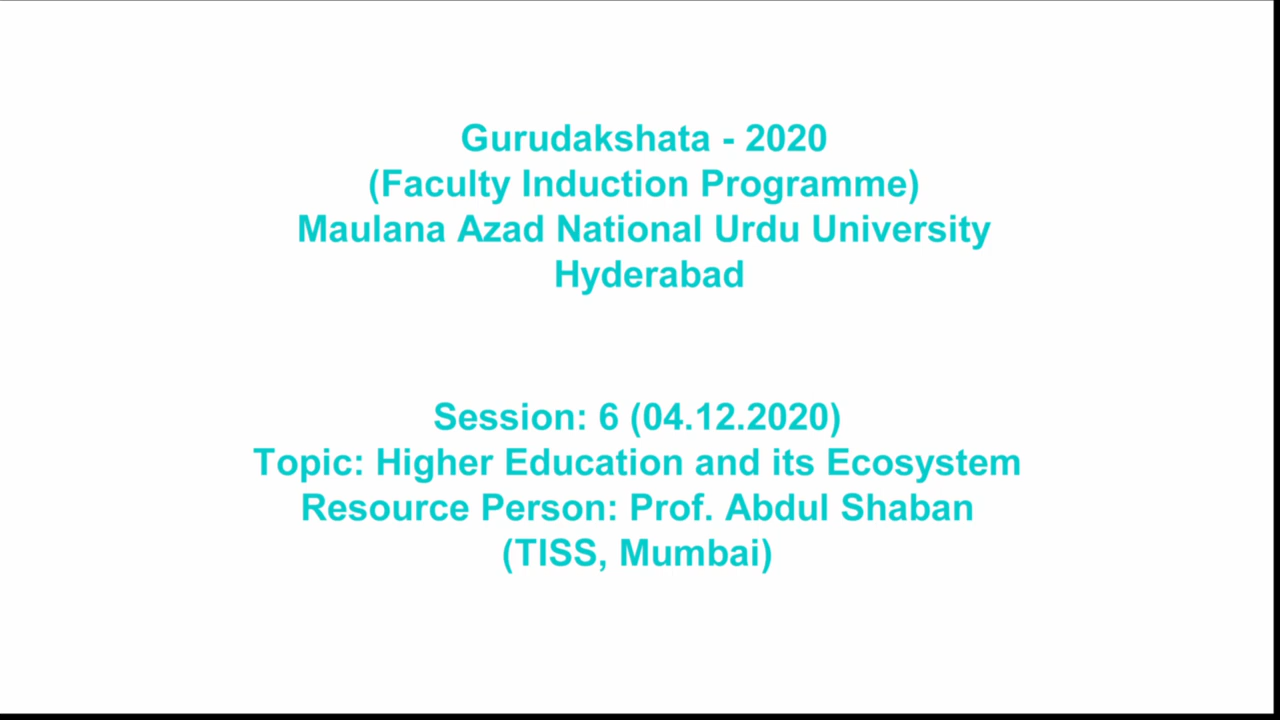 Gurudakshata - 2020
(Faculty Induction Programme)
Maulana Azad National Urdu University
Hyderabad
Session: 6 (04.12.2020)
Topic: Higher Education and its Ecosystem
Resource Person: Prof. Abdul Shaban
(TISS, Mumbai)